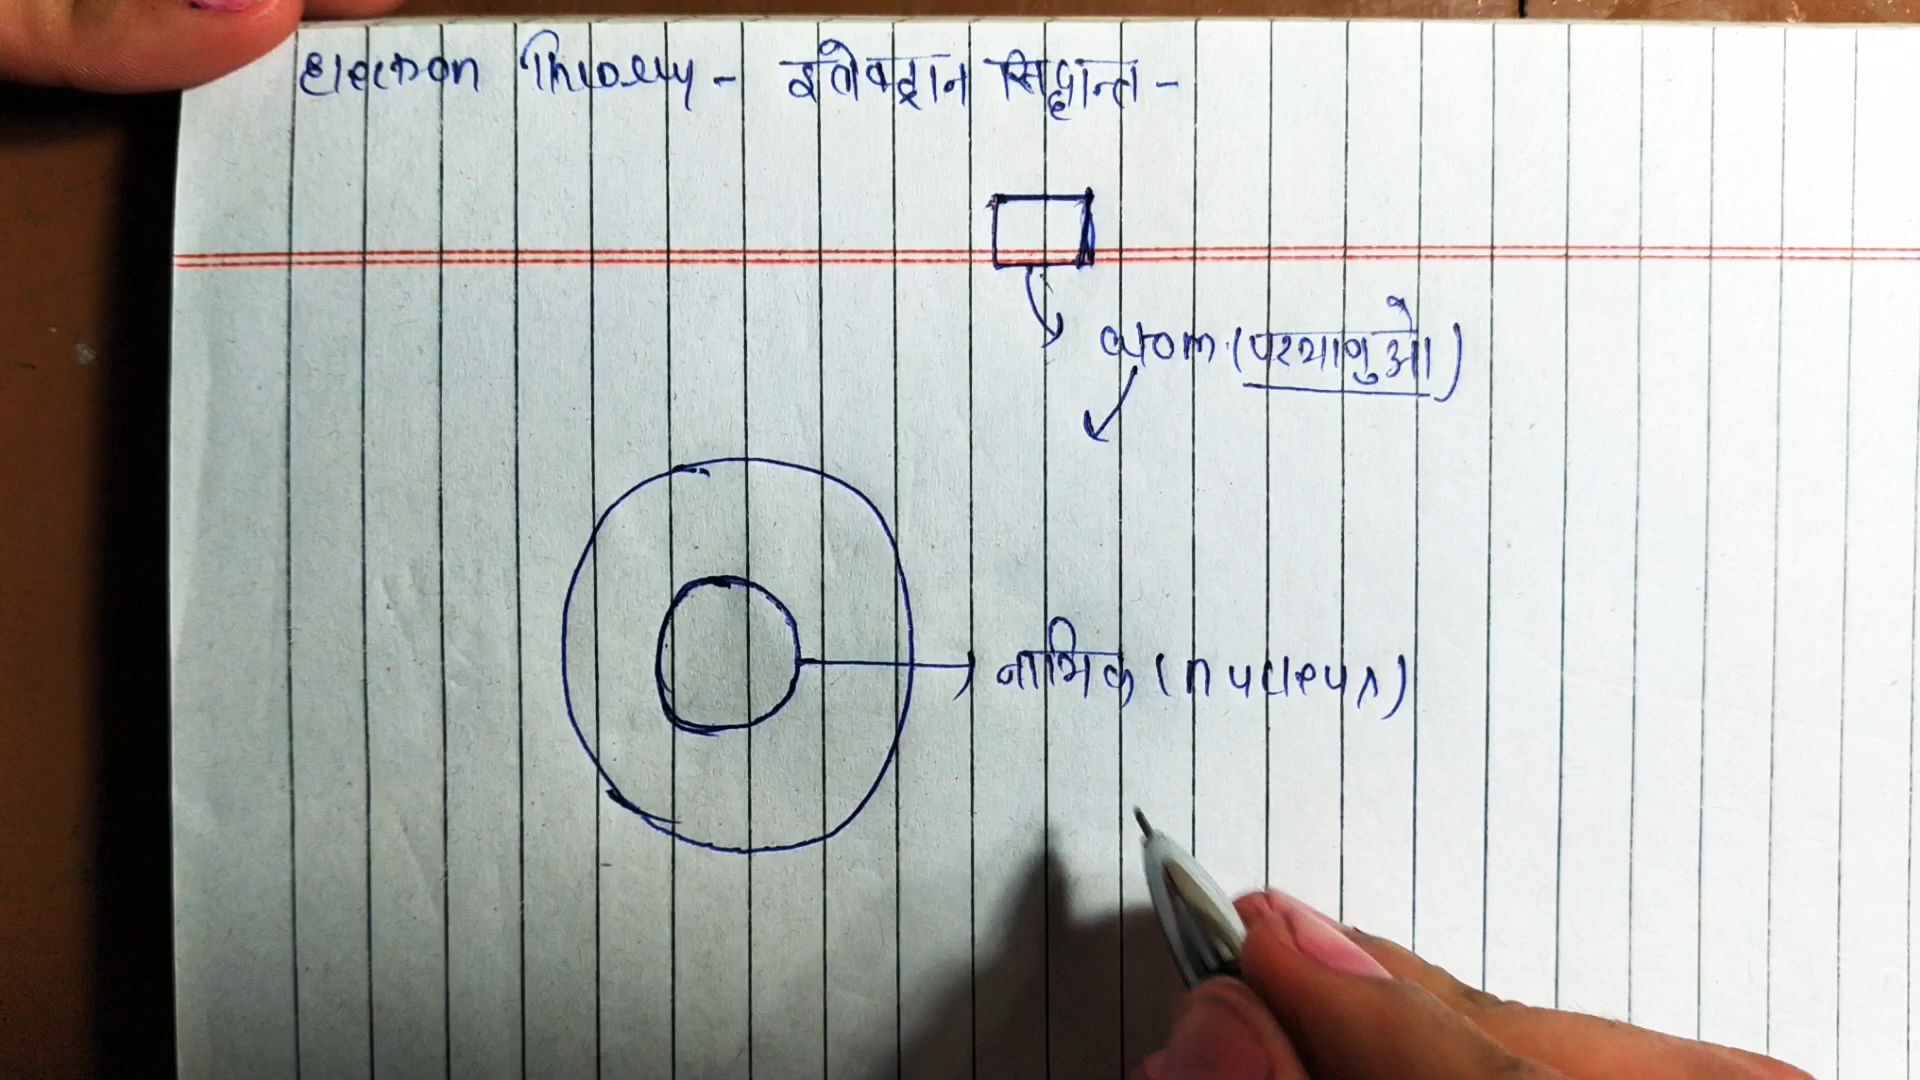 Electron Theory - इलेक्ट्रान सिद्धान्त -
atom (परमाणुओ)
नाभिक (nucleus)